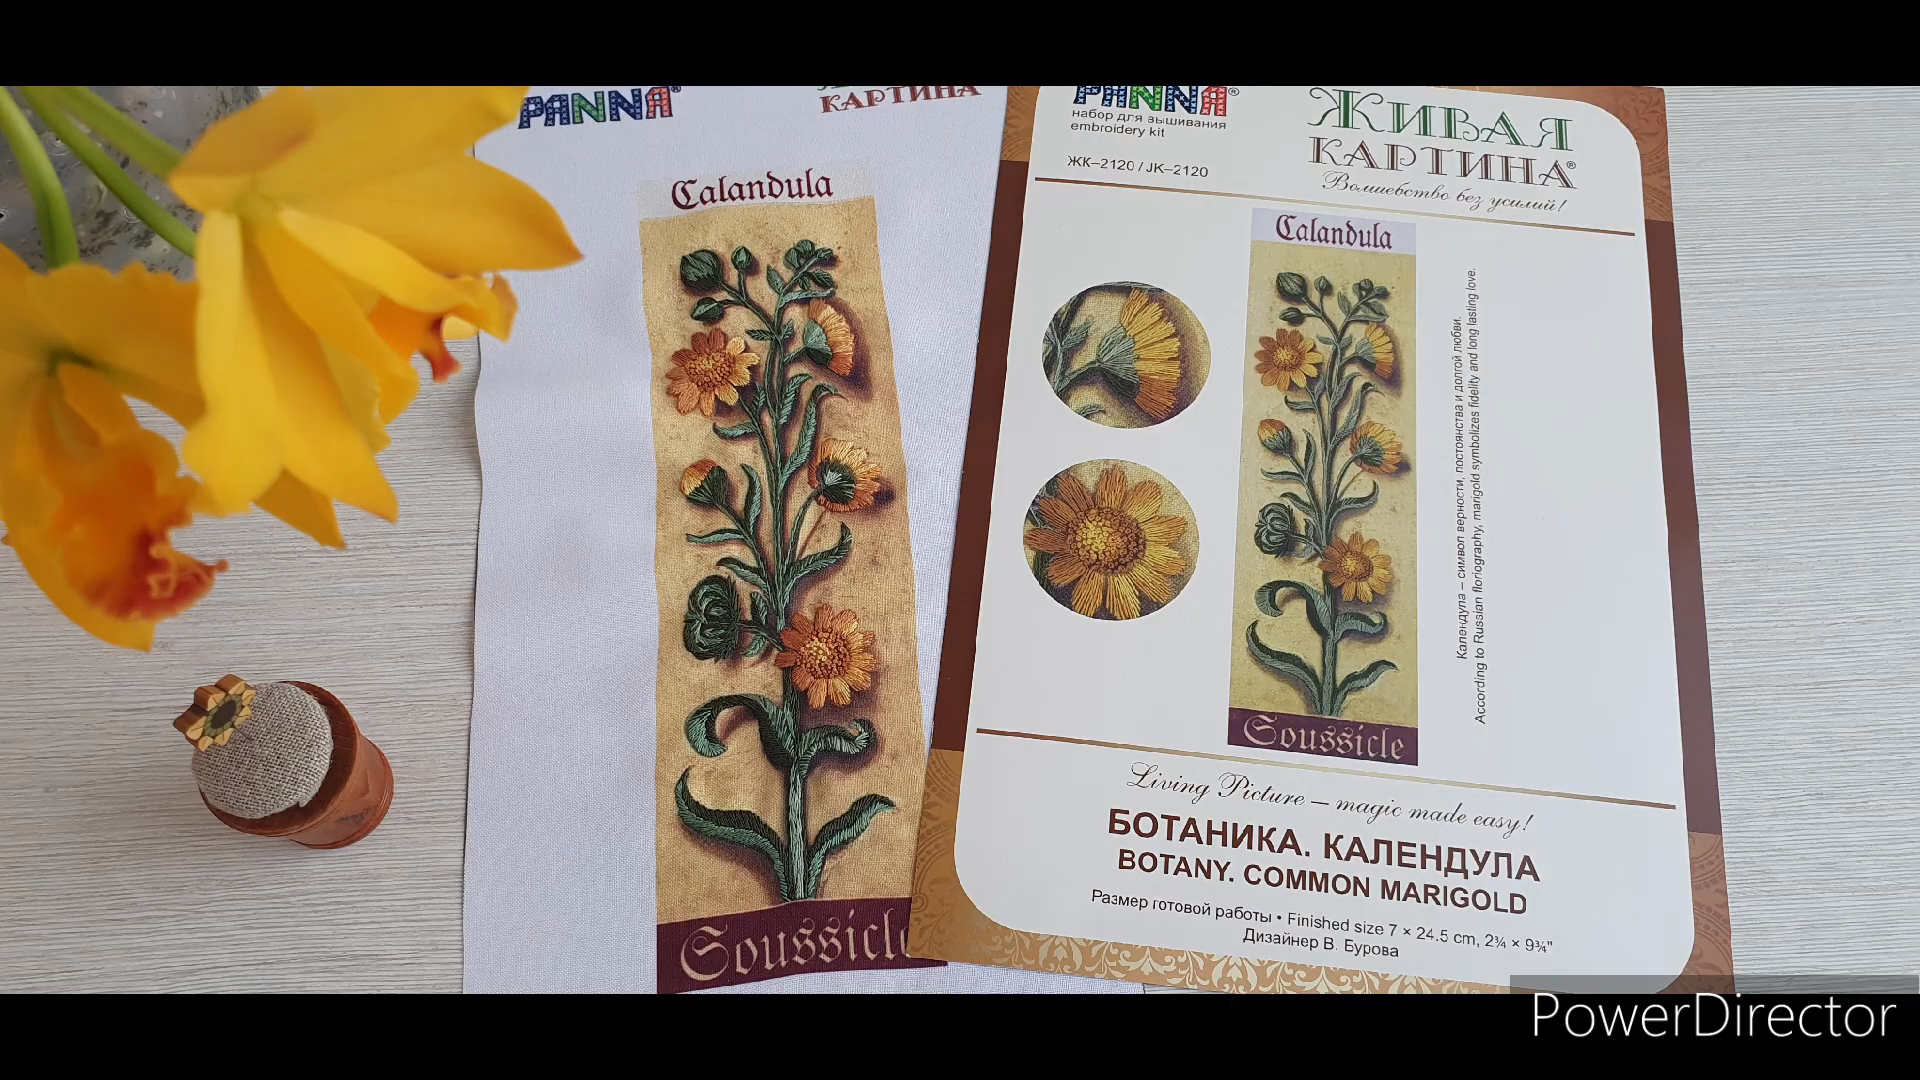 PANNA®
КАРТИНА
Calandula
Soussicle
PANNA®
набор для вышивания
embroidery kit
ЖК–2120 / JK–2120
ЖИВАЯ
КАРТИНА®
Волшебство без усилий!
Calandula
Soussicle
Календула – символ верности, постоянства и долгой любви.
According to Russian floriography, marigold symbolizes fidelity and long lasting love.
Living Picture – magic made easy!
БОТАНИКА. КАЛЕНДУЛА
BOTANY. COMMON MARIGOLD
Размер готовой работы • Finished size 7 × 24.5 cm, 2¾ × 9¾"
Дизайнер В. Бурова
PowerDirector